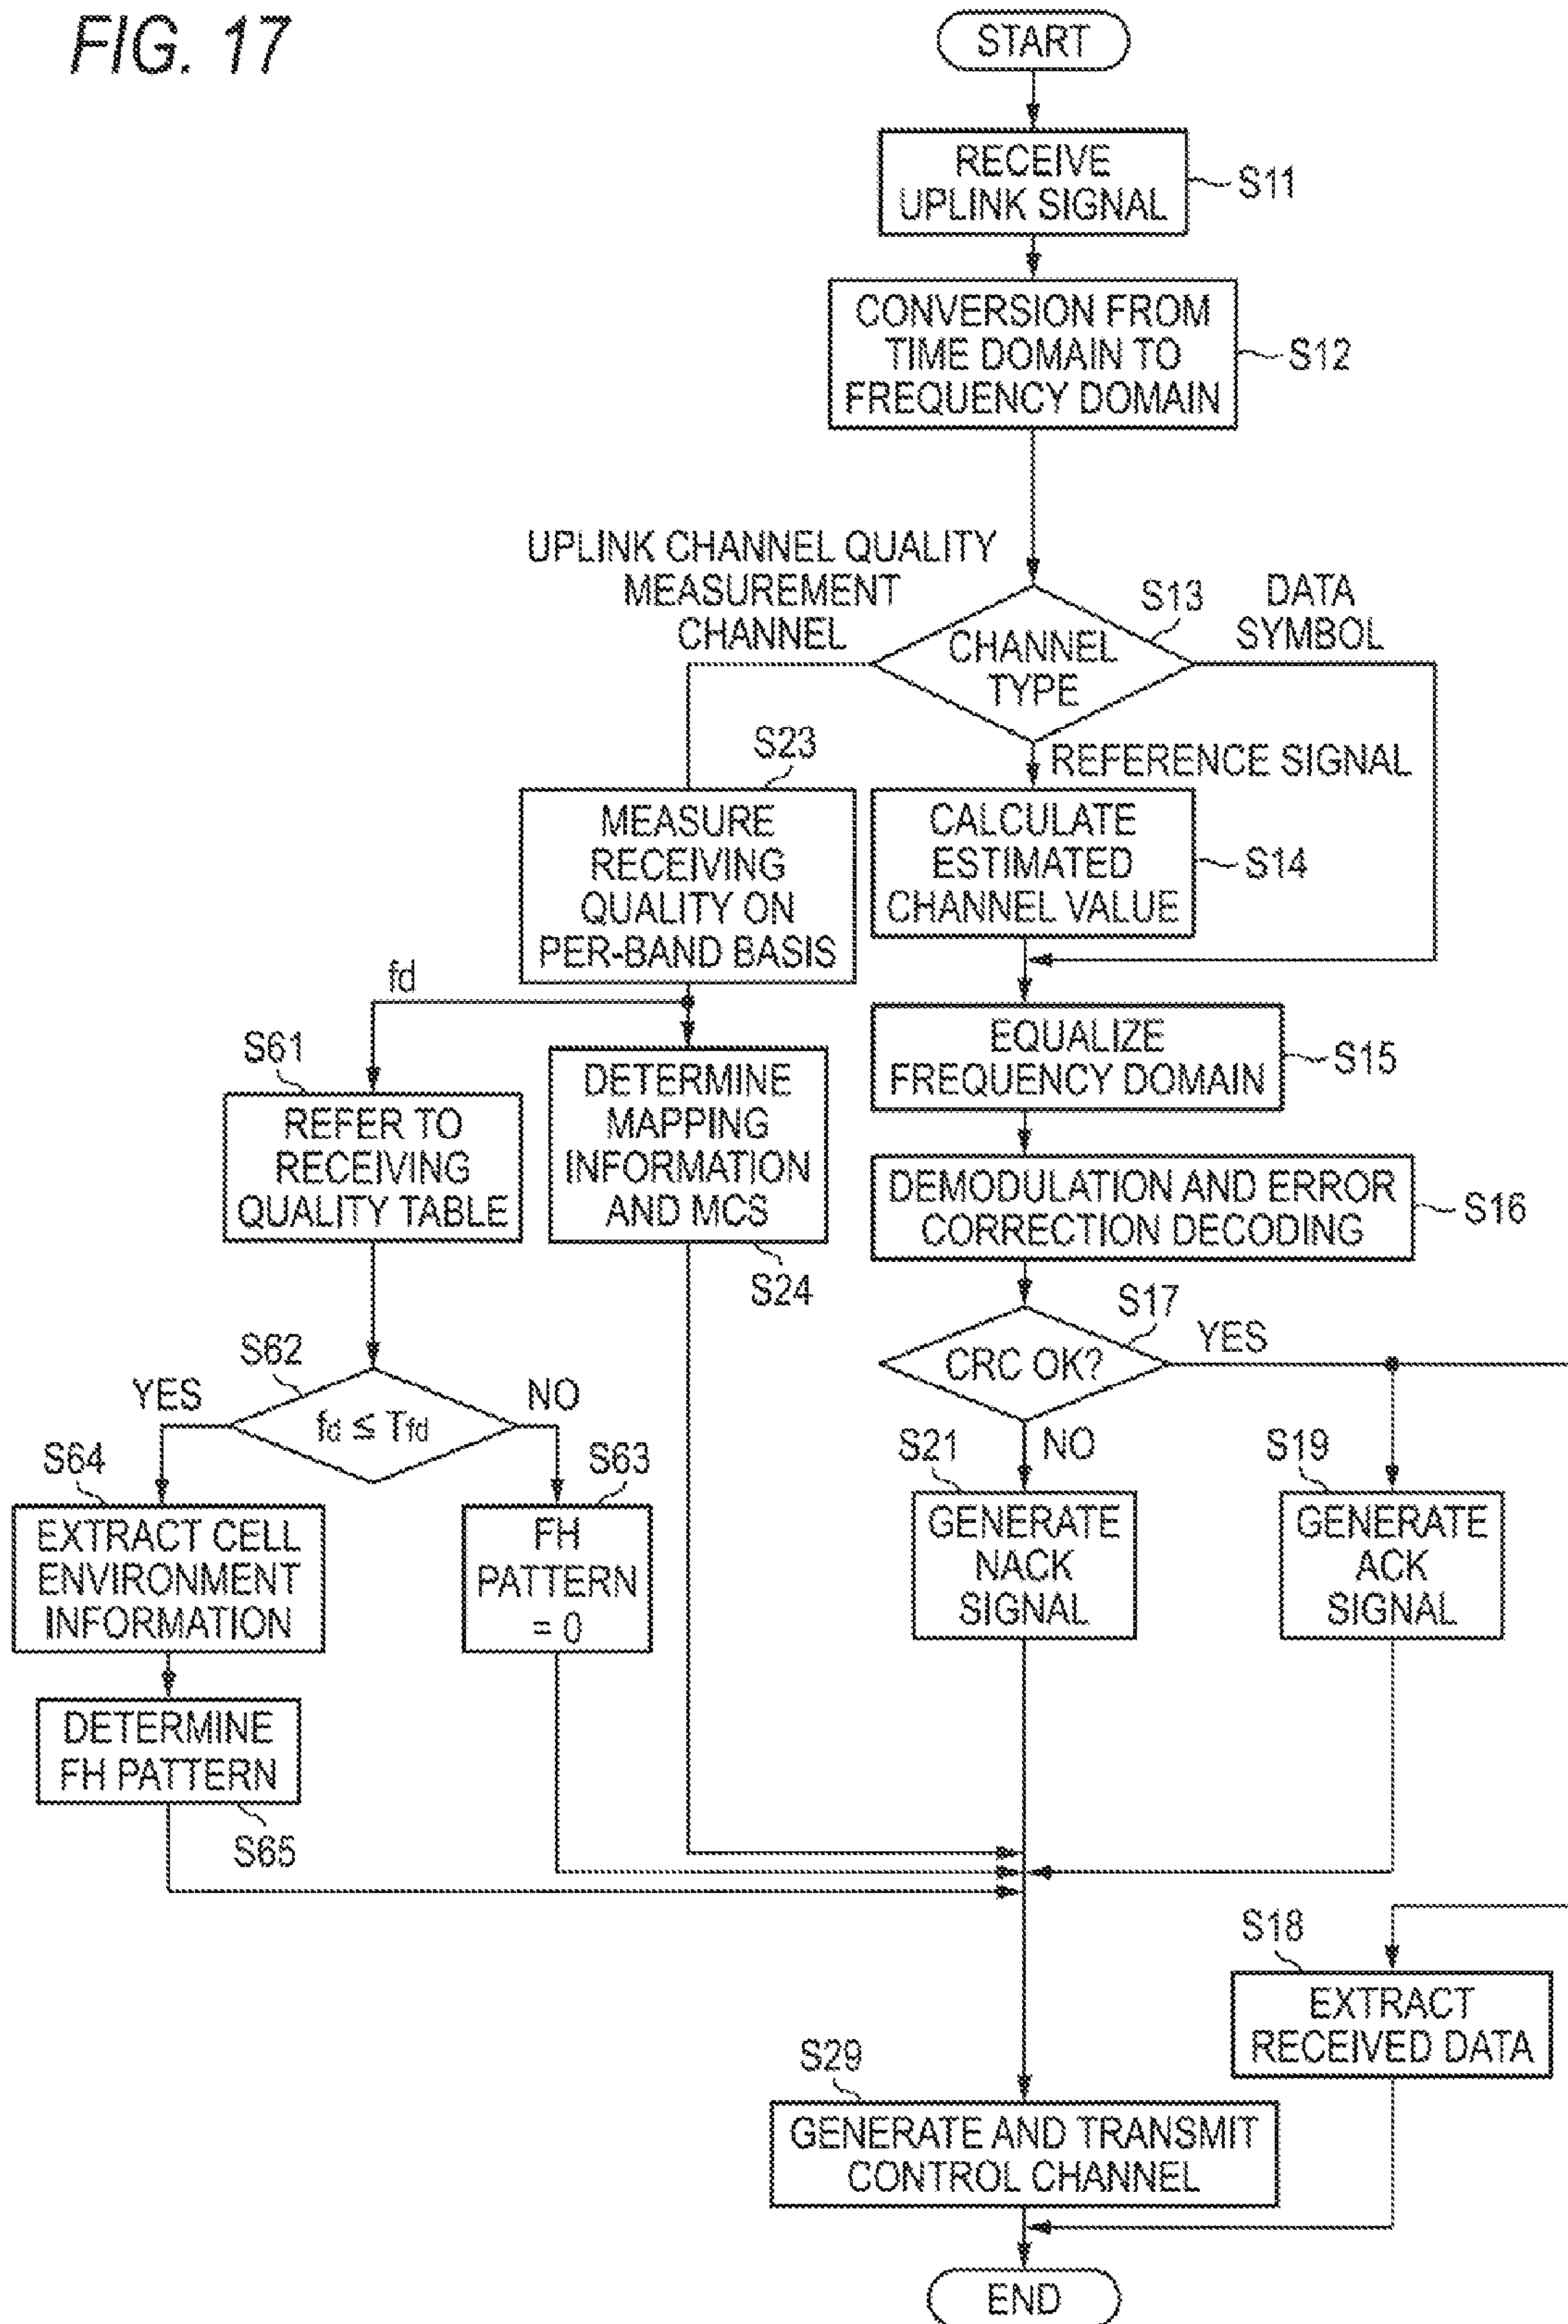 FIG. 17
START
RECEIVE
UPLINK SIGNAL
S11
CONVERSION FROM
TIME DOMAIN TO
FREQUENCY DOMAIN
S12
UPLINK CHANNEL QUALITY
MEASUREMENT
CHANNEL
S13
DATA
SYMBOL
CHANNEL
TYPE
REFERENCE SIGNAL
S23
MEASURE
RECEIVING
QUALITY ON
PER-BAND BASIS
CALCULATE
ESTIMATED
CHANNEL VALUE
S14
fd
S61
REFER TO
RECEIVING
QUALITY TABLE
DETERMINE
MAPPING
INFORMATION
AND MCS
S24
EQUALIZE
FREQUENCY DOMAIN
S15
DEMODULATION AND ERROR
CORRECTION DECODING
S16
S62
YES
fd ≦ Tfd
NO
S17
CRC OK?
YES
NO
S64
EXTRACT CELL
ENVIRONMENT
INFORMATION
S63
FH
PATTERN
= 0
S21
GENERATE
NACK
SIGNAL
S19
GENERATE
ACK
SIGNAL
DETERMINE
FH PATTERN
S65
S18
EXTRACT
RECEIVED DATA
S29
GENERATE AND TRANSMIT
CONTROL CHANNEL
END